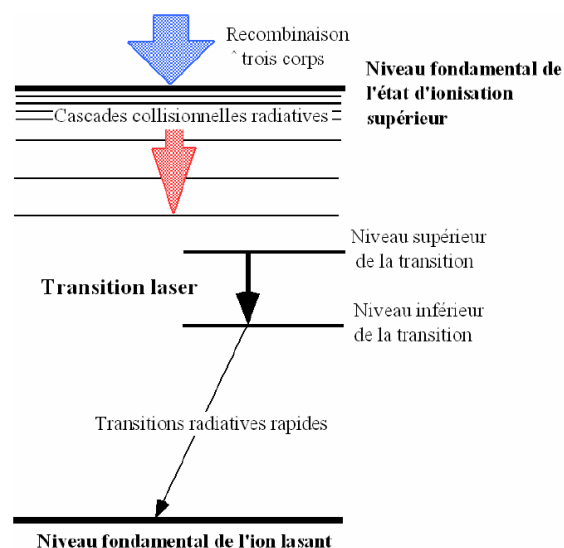 Recombinaison
^ trois corps
Niveau fondamental de
l'état d'ionisation
supérieur
Cascades collisionnelles radiatives
Niveau supérieur
de la transition
Transition laser
Niveau inférieur
de la transition
Transitions radiatives rapides
Niveau fondamental de l'ion lasant